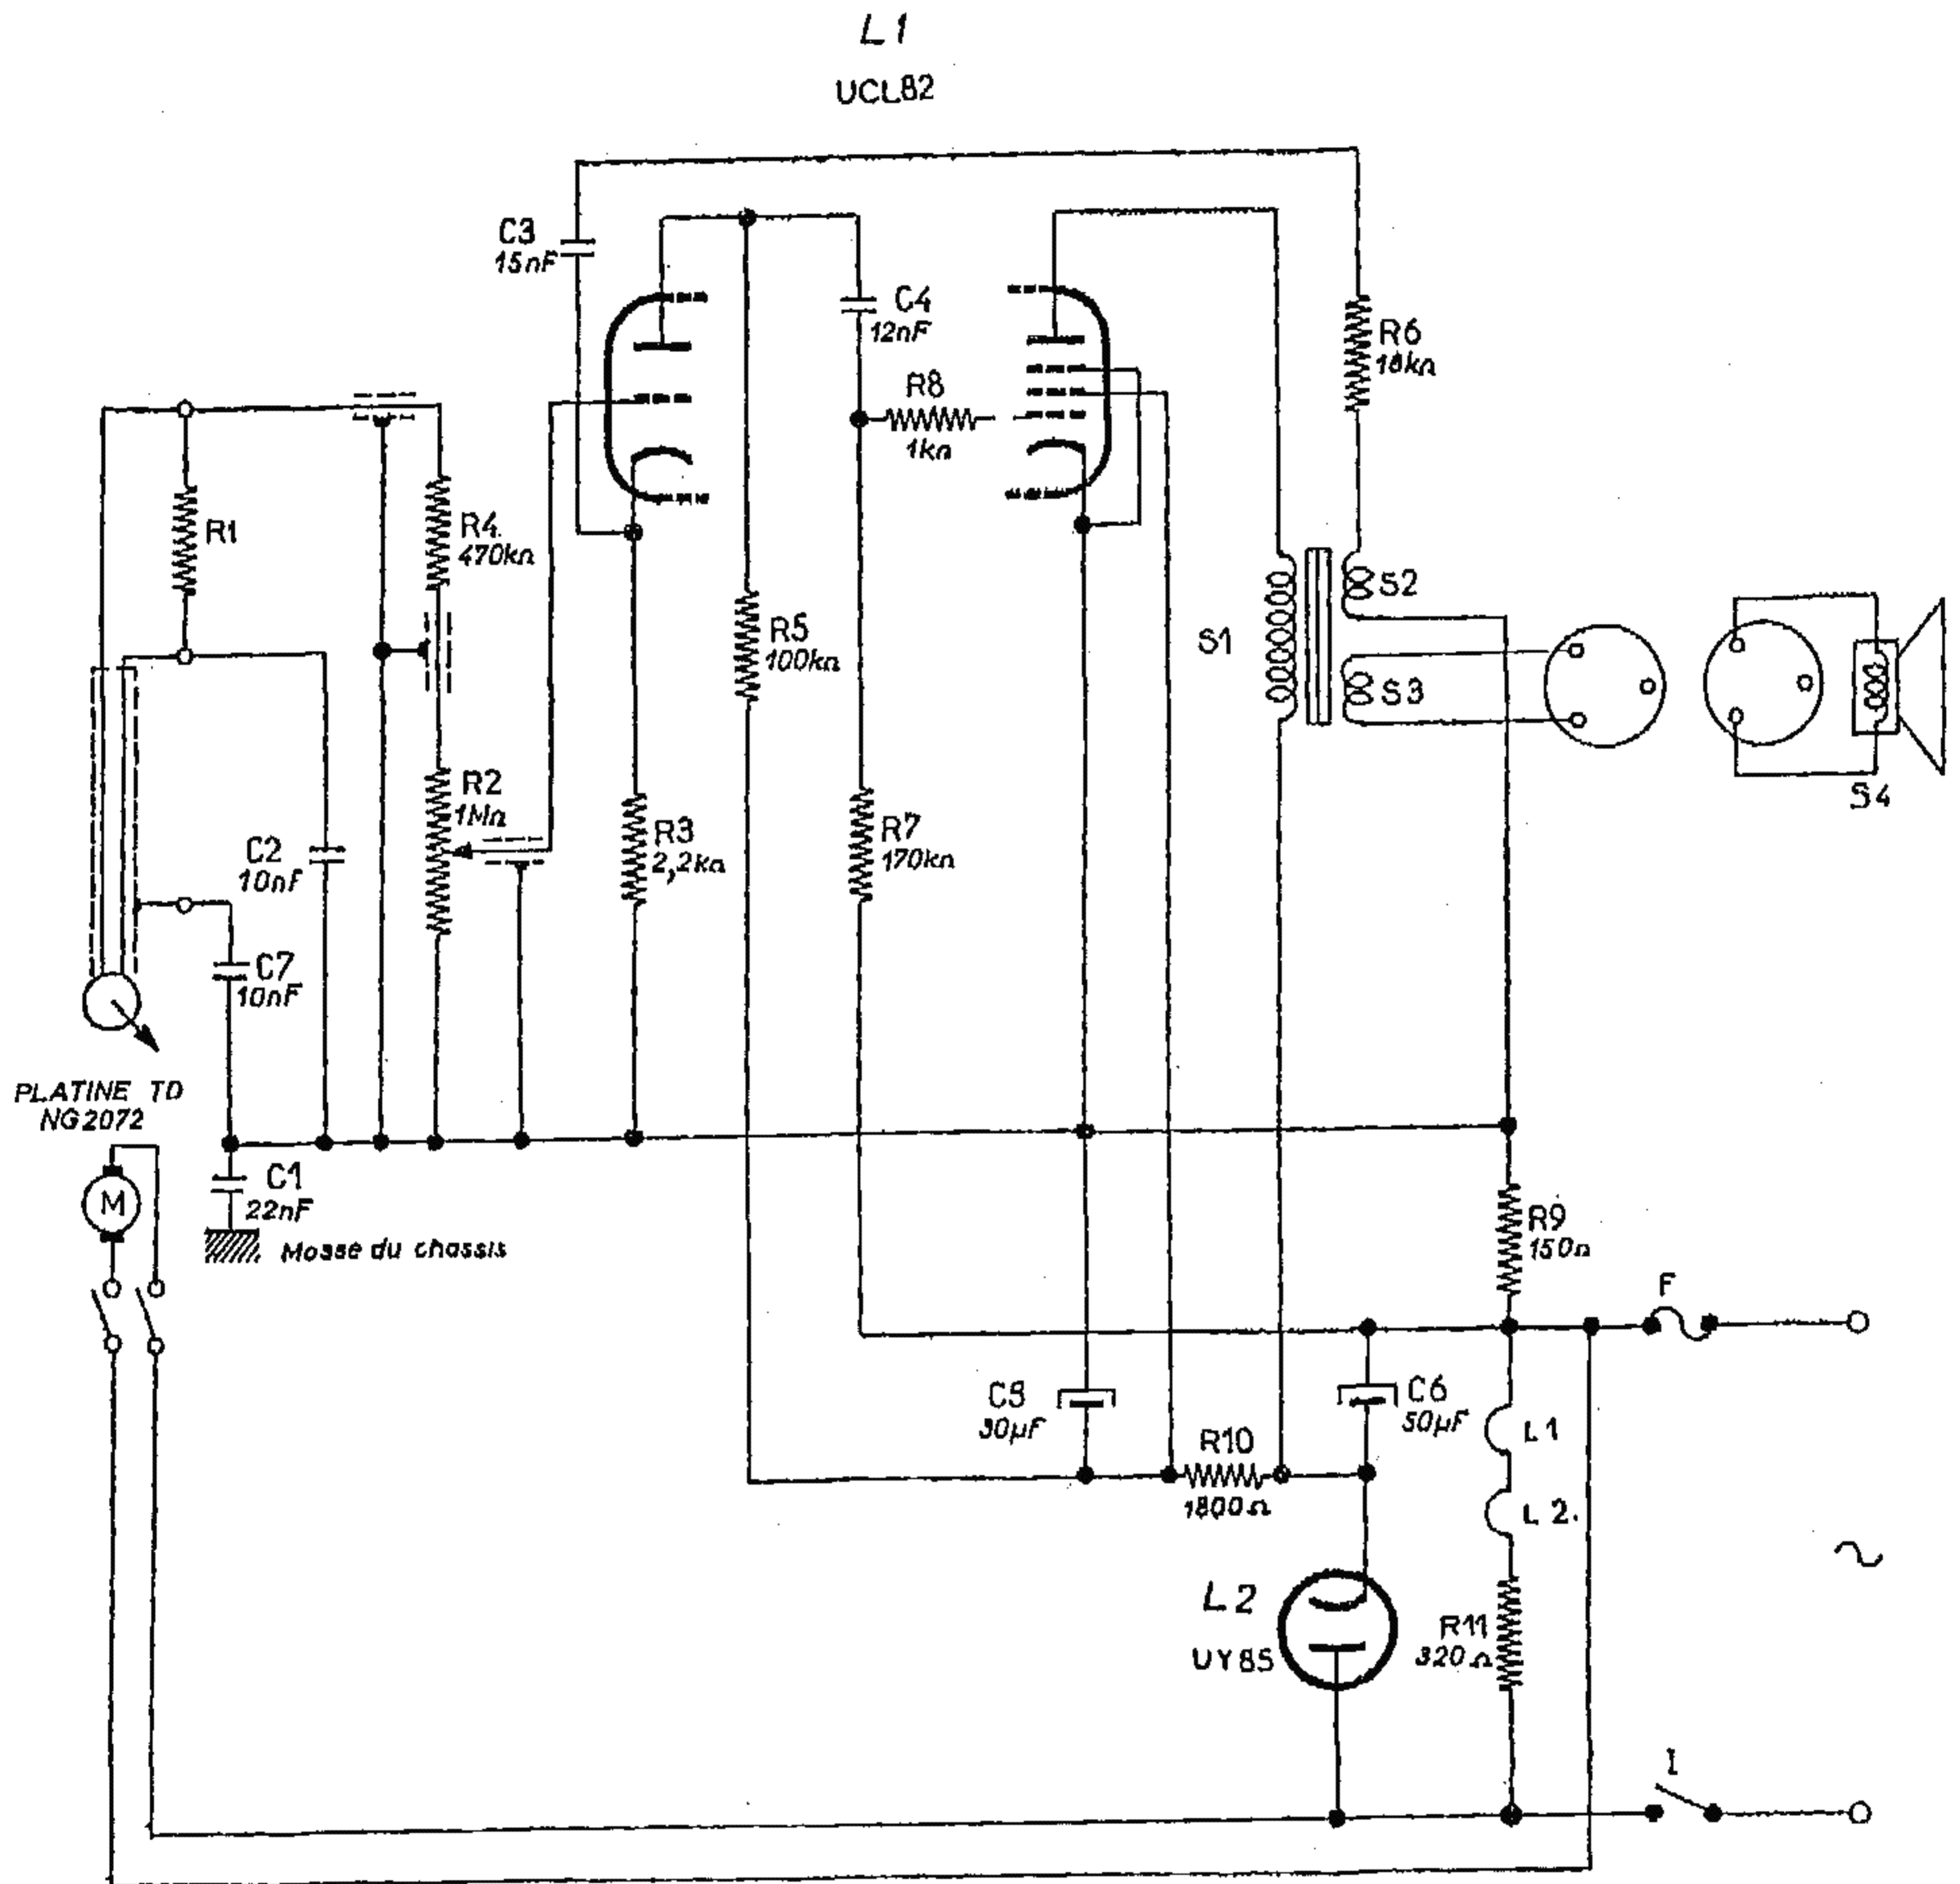 L1
UCL82
C3
15nF
C4
12nF
R6
18kΩ
R8
1kΩ
R1
R4
470kΩ
S2
R5
100kΩ
S1
S3
R2
1MΩ
S4
R3
2,2kΩ
R7
170kΩ
C2
10nF
C7
10nF
PLATINE TD
NG2072
M
C1
22nF
Masse du chassis
R9
150Ω
F
C5
30µF
C6
50µF
L1
R10
1800Ω
L2.
L2
UY85
R11
320Ω
I